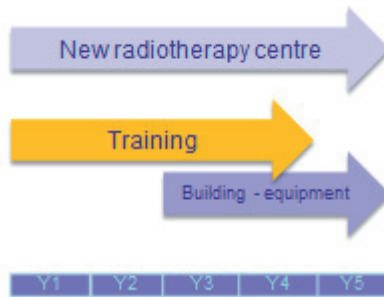 New radiotherapy centre
Training
Building - equipment
Y1 Y2 Y3 Y4 Y5